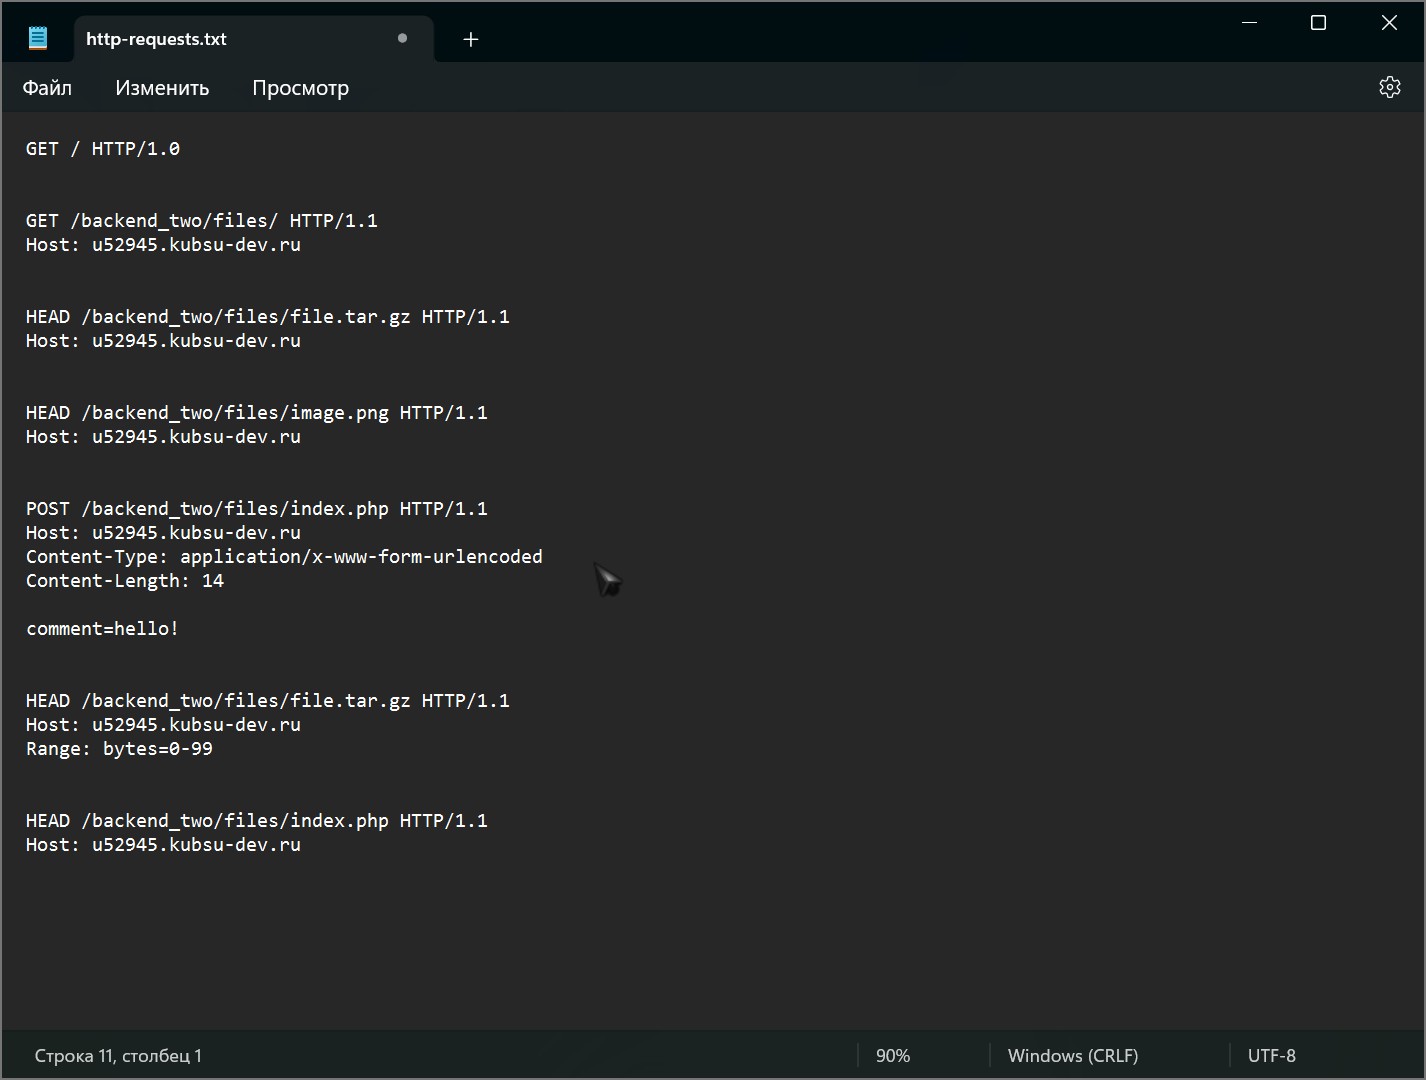 http-requests.txt
Файл Изменить Просмотр
GET / HTTP/1.0
GET /backend_two/files/ HTTP/1.1
Host: u52945.kubsu-dev.ru
HEAD /backend_two/files/file.tar.gz HTTP/1.1
Host: u52945.kubsu-dev.ru
HEAD /backend_two/files/image.png HTTP/1.1
Host: u52945.kubsu-dev.ru
POST /backend_two/files/index.php HTTP/1.1
Host: u52945.kubsu-dev.ru
Content-Type: application/x-www-form-urlencoded
Content-Length: 14
comment=hello!
HEAD /backend_two/files/file.tar.gz HTTP/1.1
Host: u52945.kubsu-dev.ru
Range: bytes=0-99
HEAD /backend_two/files/index.php HTTP/1.1
Host: u52945.kubsu-dev.ru
Строка 11, столбец 1 90% Windows (CRLF) UTF-8